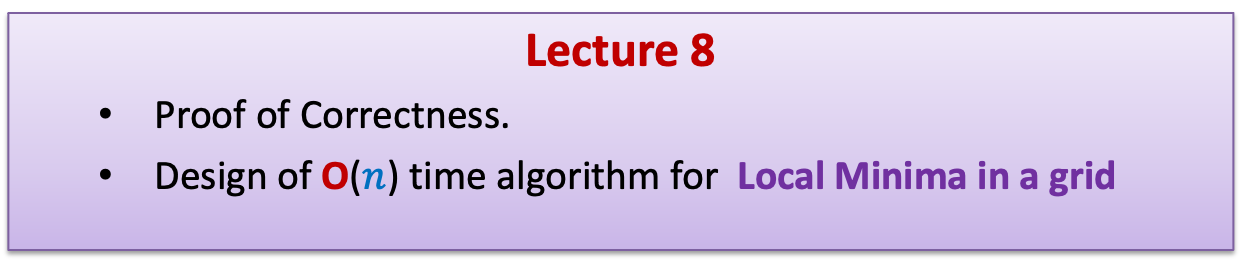 Lecture 8
• Proof of Correctness.
• Design of O(n) time algorithm for Local Minima in a grid